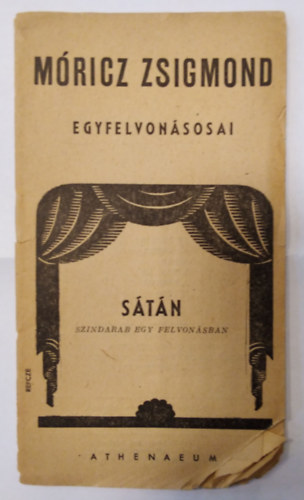 MÓRICZ ZSIGMOND
EGYFELVONÁSOSAI
SÁTÁN
SZINDARAB EGY FELVONÁSBAN
ATHENAEUM